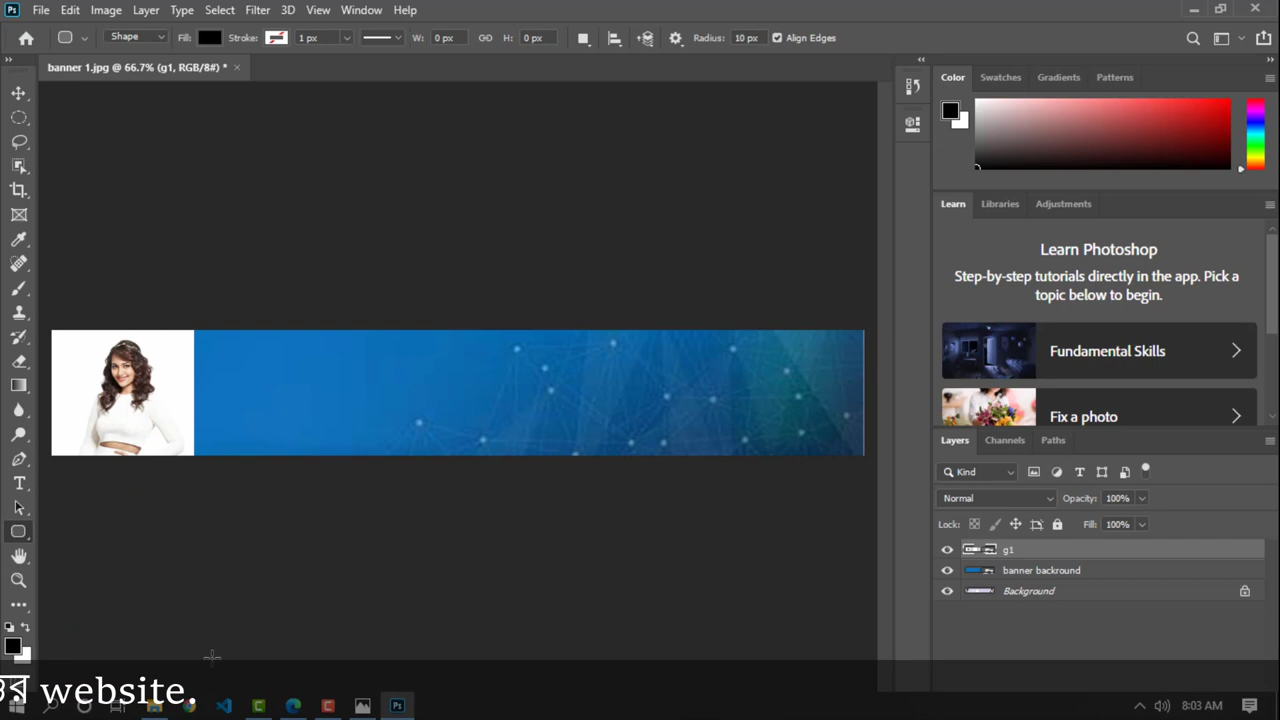 Ps File Edit Image Layer Type Select Filter 3D View Window Help
Shape Fill: Stroke: 1 px W: 0 px H: 0 px Radius: 10 px Align Edges
banner 1.jpg @ 66.7% (g1, RGB/8#) * ×
Color Swatches Gradients Patterns
Learn Libraries Adjustments
Learn Photoshop
Step-by-step tutorials directly in the app. Pick a
topic below to begin.
Fundamental Skills
Fix a photo
Layers Channels Paths
Kind
Normal Opacity: 100%
Lock: Fill: 100%
g1
banner backround
Background
website.
Ps 8:03 AM